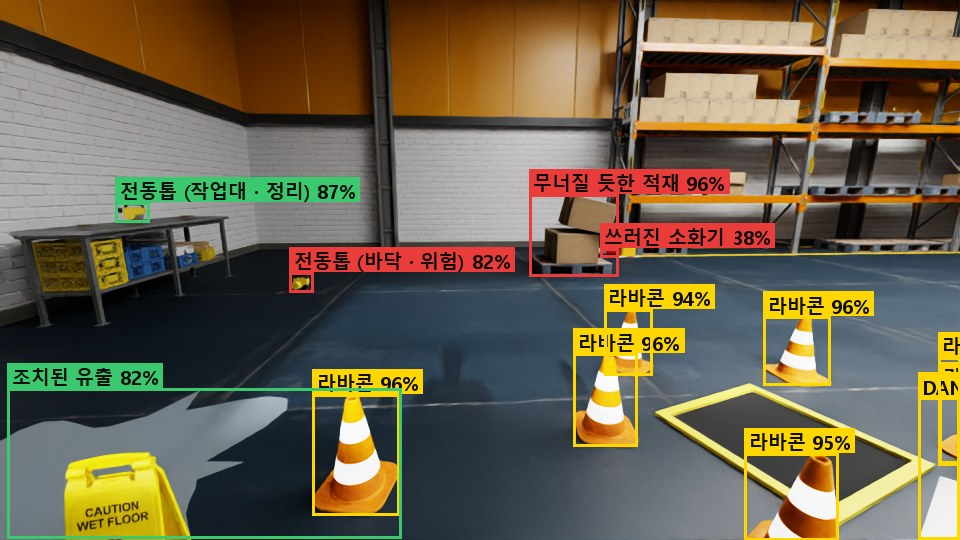 전동톱 (작업대 · 정리) 87%
무너질 듯한 적재 96%
쓰러진 소화기 38%
전동톱 (바닥 · 위험) 82%
라바콘 94%
라바콘 96%
라바콘 96%
조치된 유출 82%
라바콘 96%
라바콘 95%
CAUTION
WET FLOOR